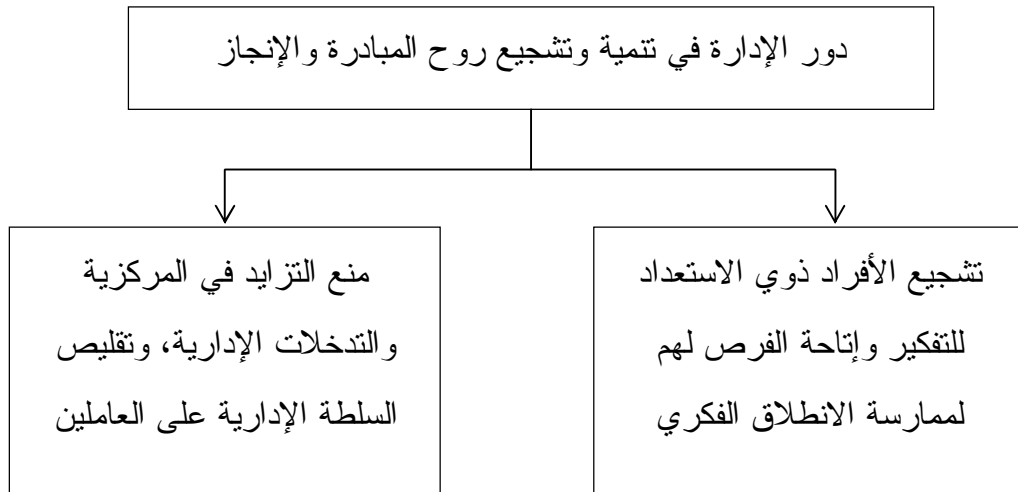 دور الإدارة في تنمية وتشجيع روح المبادرة والإنجاز
تشجيع الأفراد ذوي الاستعداد
للتفكير وإتاحة الفرص لهم
لممارسة الانطلاق الفكري
منع التزايد في المركزية
والتدخلات الإدارية، وتقليص
السلطة الإدارية على العاملين